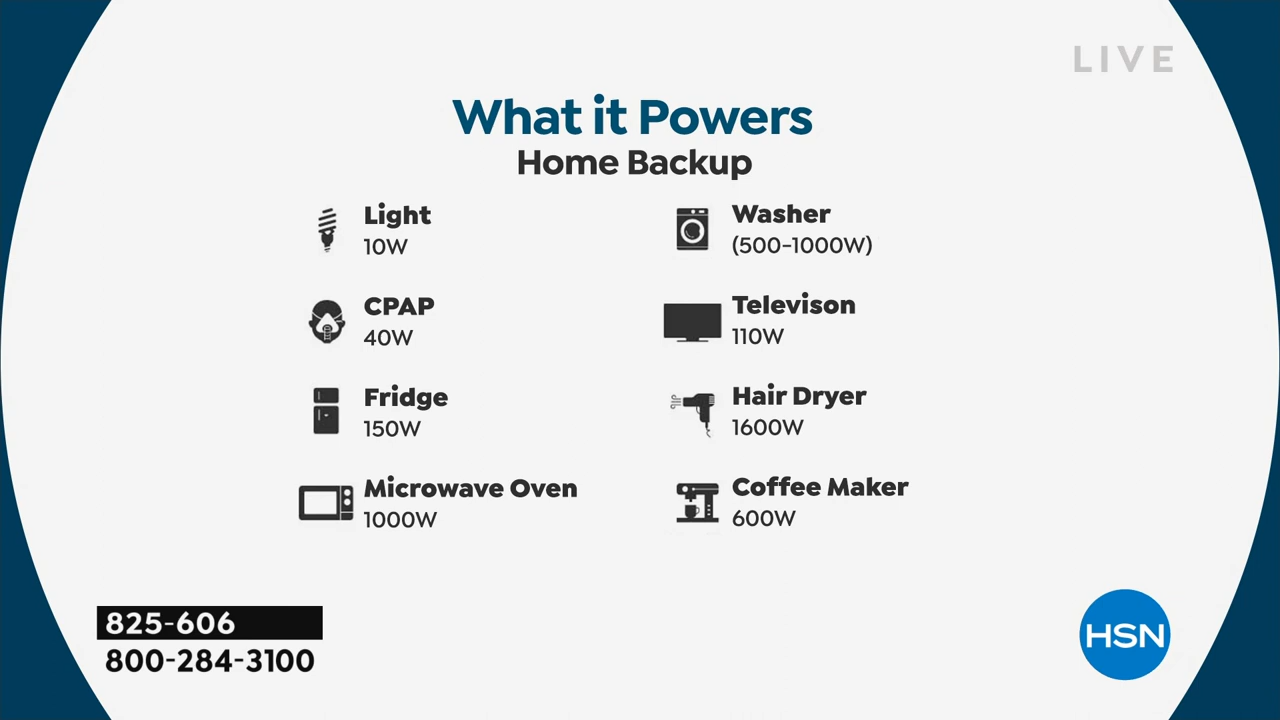 LIVE
What it Powers
Home Backup
Light
10W
CPAP
40W
Fridge
150W
Microwave Oven
1000W
Washer
(500-1000W)
Televison
110W
Hair Dryer
1600W
Coffee Maker
600W
825-606
800-284-3100
HSN